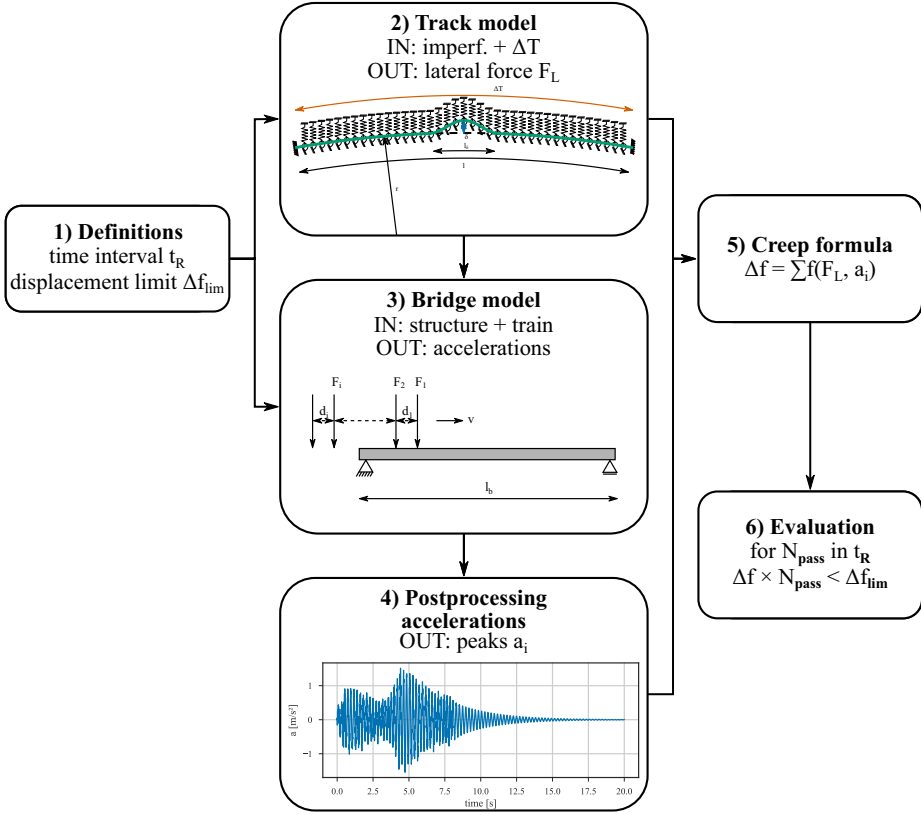 1) Definitions
time interval t_R
displacement limit Δf_lim
2) Track model
IN: imperf. + ΔT
OUT: lateral force F_L
ΔT
l
r
3) Bridge model
IN: structure + train
OUT: accelerations
F_i F_2 F_1
d_i d_1 v
l_b
4) Postprocessing
accelerations
OUT: peaks a_i
a [m/s²]
1
0
−1
0.0 2.5 5.0 7.5 10.0 12.5 15.0 17.5 20.0
time [s]
5) Creep formula
Δf = ∑f(F_L, a_i)
6) Evaluation
for N_pass in t_R
Δf × N_pass < Δf_lim